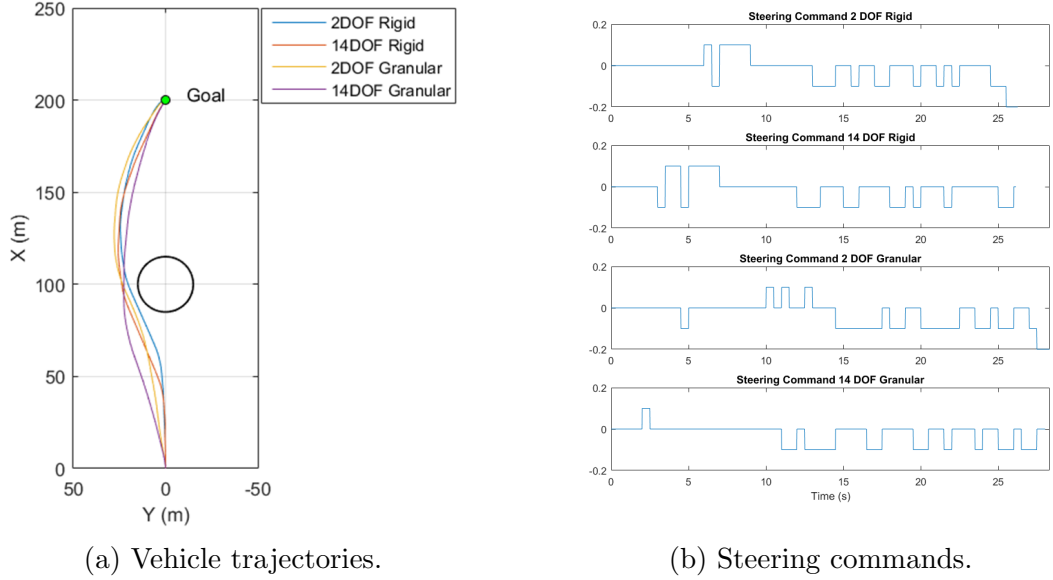 250
200
150
100
50
0
50
0
-50
X (m)
Y (m)
Goal
2DOF Rigid
14DOF Rigid
2DOF Granular
14DOF Granular
(a) Vehicle trajectories.
Steering Command 2 DOF Rigid
0.2
0
-0.2
0 5 10 15 20 25
Steering Command 14 DOF Rigid
0.2
0
-0.2
0 5 10 15 20 25
Steering Command 2 DOF Granular
0.2
0
-0.2
0 5 10 15 20 25
Steering Command 14 DOF Granular
0.2
0
-0.2
0 5 10 15 20 25
Time (s)
(b) Steering commands.